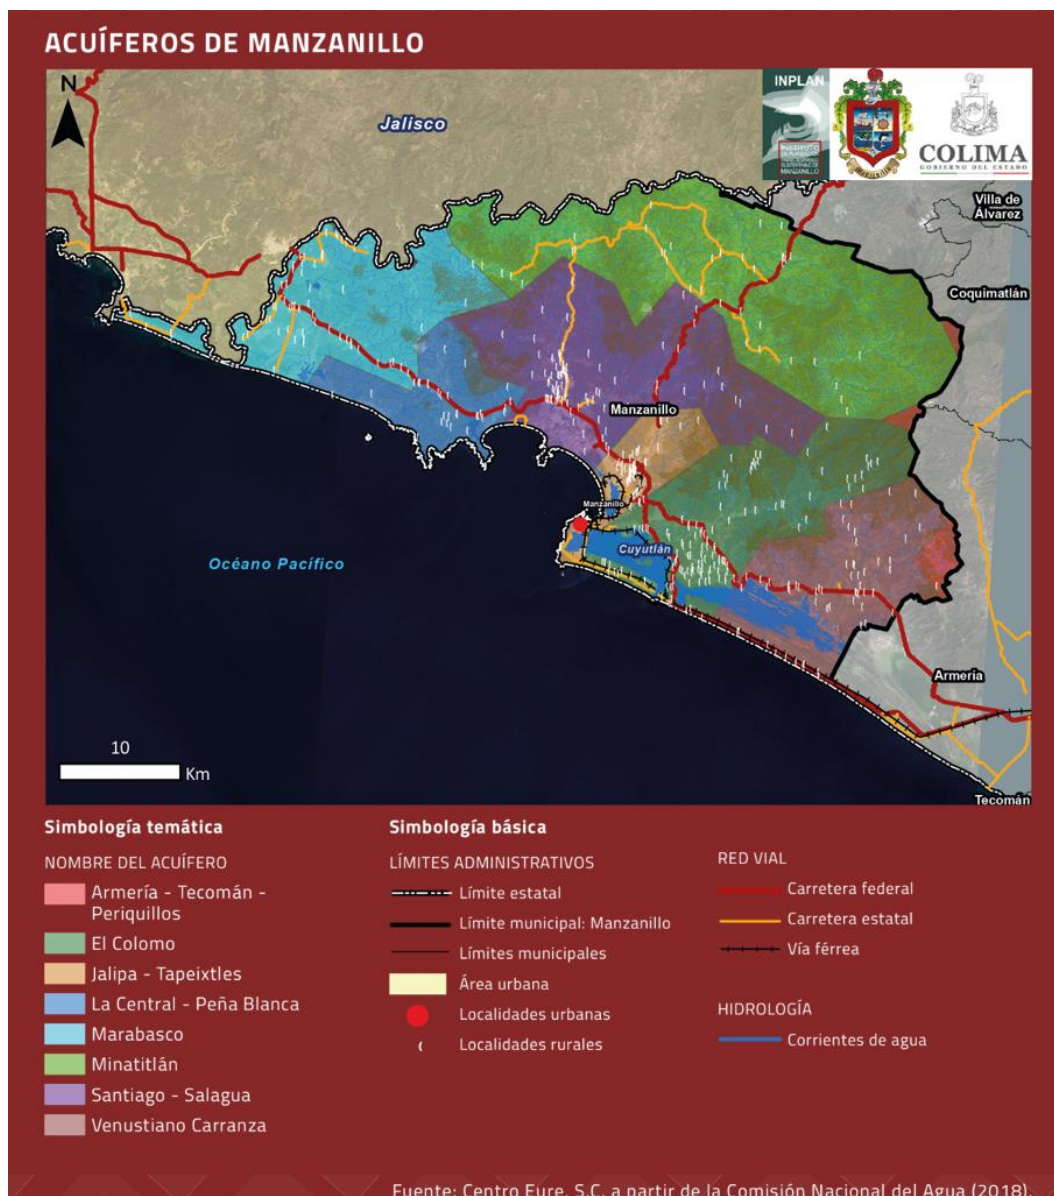 ACUÍFEROS DE MANZANILLO
N
Jalisco
INPLAN
INSTITUTO
MANZANILLO
COLIMA
GOBIERNO DEL ESTADO
Villa de
Álvarez
Coquimatlán
Manzanillo
Manzanillo
Cuyutlán
Océano Pacífico
Armería
Tecomán
10
Km
Simbología temática
NOMBRE DEL ACUÍFERO
Armería - Tecomán -
Periquillos
El Colomo
Jalipa - Tapeixtles
La Central - Peña Blanca
Marabasco
Minatitlán
Santiago - Salagua
Venustiano Carranza
Simbología básica
LÍMITES ADMINISTRATIVOS
Límite estatal
Límite municipal: Manzanillo
Límites municipales
Área urbana
Localidades urbanas
Localidades rurales
RED VIAL
Carretera federal
Carretera estatal
Vía férrea
HIDROLOGÍA
Corrientes de agua
Fuente: Centro Eure, S.C. a partir de la Comisión Nacional del Agua (2018).